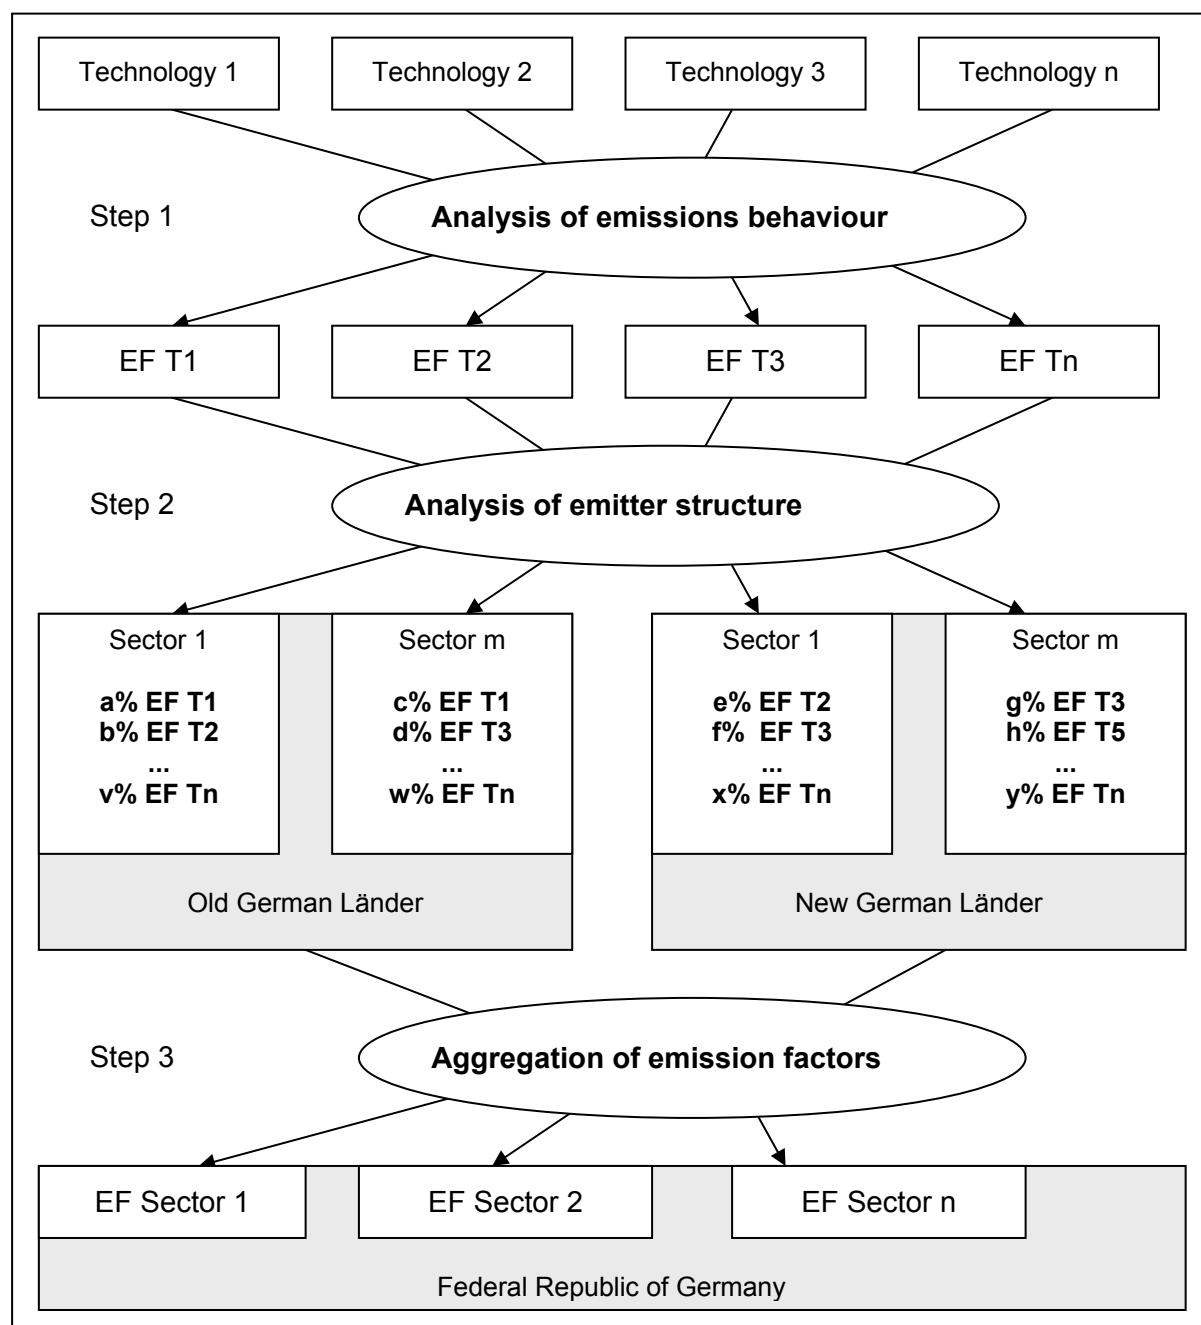 Technology 1
Technology 2
Technology 3
Technology n
Step 1
Analysis of emissions behaviour
EF T1
EF T2
EF T3
EF Tn
Step 2
Analysis of emitter structure
Sector 1
a% EF T1
b% EF T2
...
v% EF Tn
Sector m
c% EF T1
d% EF T3
...
w% EF Tn
Old German Länder
Sector 1
e% EF T2
f%  EF T3
...
x% EF Tn
Sector m
g% EF T3
h% EF T5
...
y% EF Tn
New German Länder
Step 3
Aggregation of emission factors
EF Sector 1
EF Sector 2
EF Sector n
Federal Republic of Germany